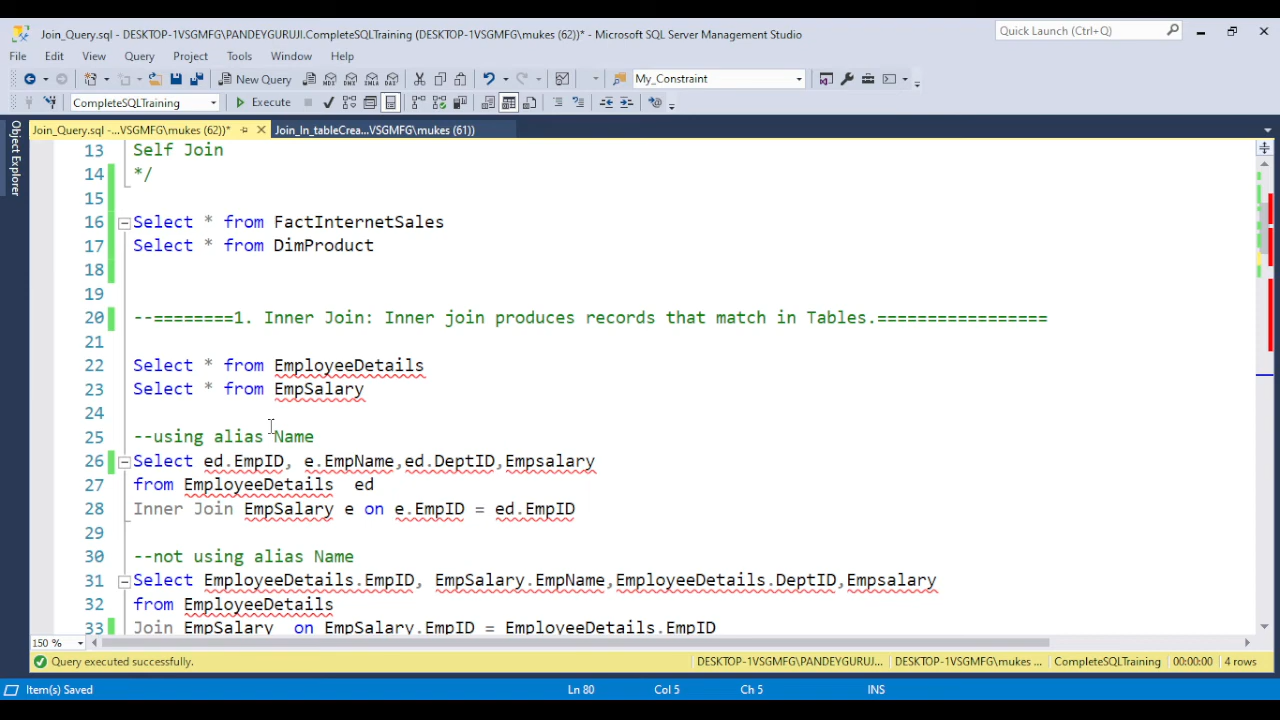 Join_Query.sql - DESKTOP-1VSGMFG\PANDEYGURUJI.CompleteSQLTraining (DESKTOP-1VSGMFG\mukes (62))* - Microsoft SQL Server Management Studio
Quick Launch (Ctrl+Q)
File Edit View Query Project Tools Window Help
New Query
MDX DMX XMLA DAX
My_Constraint
CompleteSQLTraining
Execute
Join_Query.sql -...VSGMFG\mukes (62))*
Join_In_tableCrea...VSGMFG\mukes (61))
Object Explorer
13 Self Join
14 */
15
16 Select * from FactInternetSales
17 Select * from DimProduct
18
19
20 --========1. Inner Join: Inner join produces records that match in Tables.=================
21
22 Select * from EmployeeDetails
23 Select * from EmpSalary
24
25 --using alias Name
26 Select ed.EmpID, e.EmpName,ed.DeptID,Empsalary
27 from EmployeeDetails  ed
28 Inner Join EmpSalary e on e.EmpID = ed.EmpID
29
30 --not using alias Name
31 Select EmployeeDetails.EmpID, EmpSalary.EmpName,EmployeeDetails.DeptID,Empsalary
32 from EmployeeDetails
33 Join EmpSalary  on EmpSalary.EmpID = EmployeeDetails.EmpID
150 %
Query executed successfully.
DESKTOP-1VSGMFG\PANDEYGURUJI...
DESKTOP-1VSGMFG\mukes ...
CompleteSQLTraining
00:00:00
4 rows
Item(s) Saved
Ln 80
Col 5
Ch 5
INS